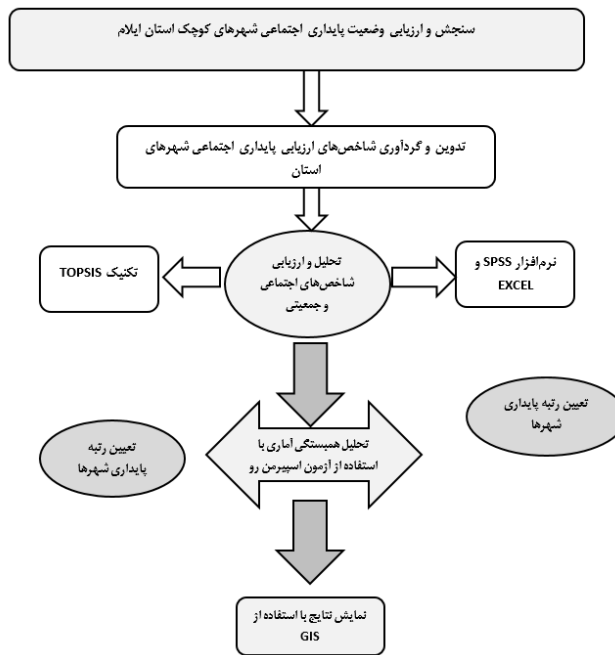 سنجش و ارزیابی وضعیت پایداری اجتماعی شهرهای کوچک استان ایلام
تدوین و گردآوری شاخص‌های ارزیابی پایداری اجتماعی شهرهای
استان
تحلیل و ارزیابی
شاخص‌های اجتماعی
و جمعیتی
نرم‌افزار SPSS و
EXCEL
تکنیک TOPSIS
تعیین رتبه پایداری
شهرها
تحلیل همبستگی آماری با
استفاده از آزمون اسپیرمن رو
تعیین رتبه
پایداری شهرها
نمایش نتایج با استفاده از
GIS